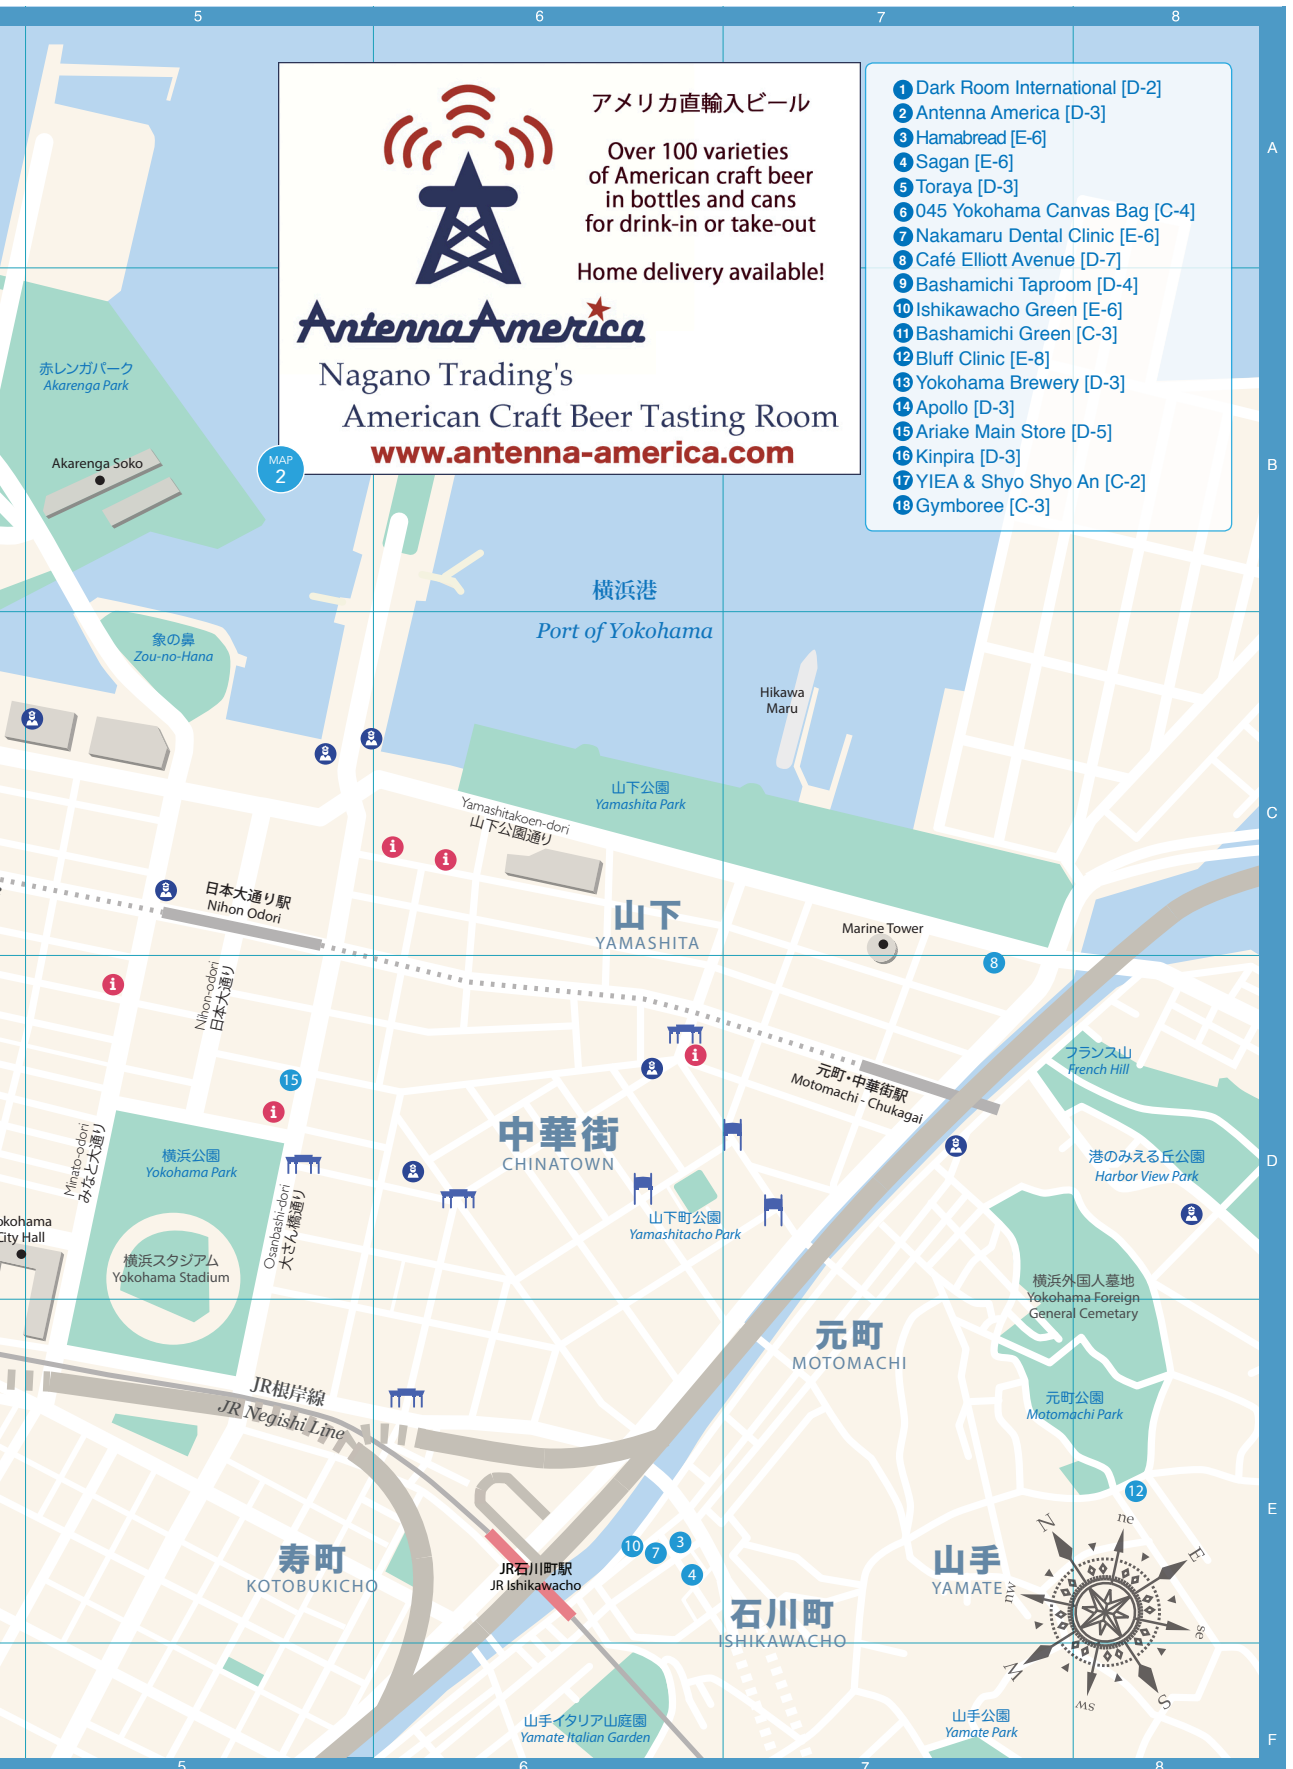 5
6
7
8
A
B
C
D
E
F
アメリカ直輸入ビール
Over 100 varieties
of American craft beer
in bottles and cans
for drink-in or take-out
Home delivery available!
Antenna America
Nagano Trading's
American Craft Beer Tasting Room
www.antenna-america.com
MAP
2
1 Dark Room International [D-2]
2 Antenna America [D-3]
3 Hamabread [E-6]
4 Sagan [E-6]
5 Toraya [D-3]
6 045 Yokohama Canvas Bag [C-4]
7 Nakamaru Dental Clinic [E-6]
8 Café Elliott Avenue [D-7]
9 Bashamichi Taproom [D-4]
10 Ishikawacho Green [E-6]
11 Bashamichi Green [C-3]
12 Bluff Clinic [E-8]
13 Yokohama Brewery [D-3]
14 Apollo [D-3]
15 Ariake Main Store [D-5]
16 Kinpira [D-3]
17 YIEA & Shyo Shyo An [C-2]
18 Gymboree [C-3]
赤レンガパーク
Akarenga Park
Akarenga Soko
横浜港
Port of Yokohama
象の鼻
Zou-no-Hana
Hikawa
Maru
山下公園
Yamashita Park
Yamashitakoen-dori
山下公園通り
日本大通り駅
Nihon Odori
山下
YAMASHITA
Marine Tower
8
Nihon-odori
日本大通り
フランス山
French Hill
元町・中華街駅
Motomachi - Chukagai
15
中華街
CHINATOWN
Minato-odori
みなと大通り
横浜公園
Yokohama Park
港のみえる丘公園
Harbor View Park
Osanbashi-dori
大さん橋通り
山下町公園
Yamashitacho Park
okohama
City Hall
横浜スタジアム
Yokohama Stadium
横浜外国人墓地
Yokohama Foreign
General Cemetary
元町
MOTOMACHI
JR根岸線
JR Negishi Line
元町公園
Motomachi Park
12
寿町
KOTOBUKICHO
JR石川町駅
JR Ishikawacho
10
7
3
4
山手
YAMATE
石川町
ISHIKAWACHO
N
ne
E
se
S
sw
W
nw
山手イタリア山庭園
Yamate Italian Garden
山手公園
Yamate Park
5
6
7
8